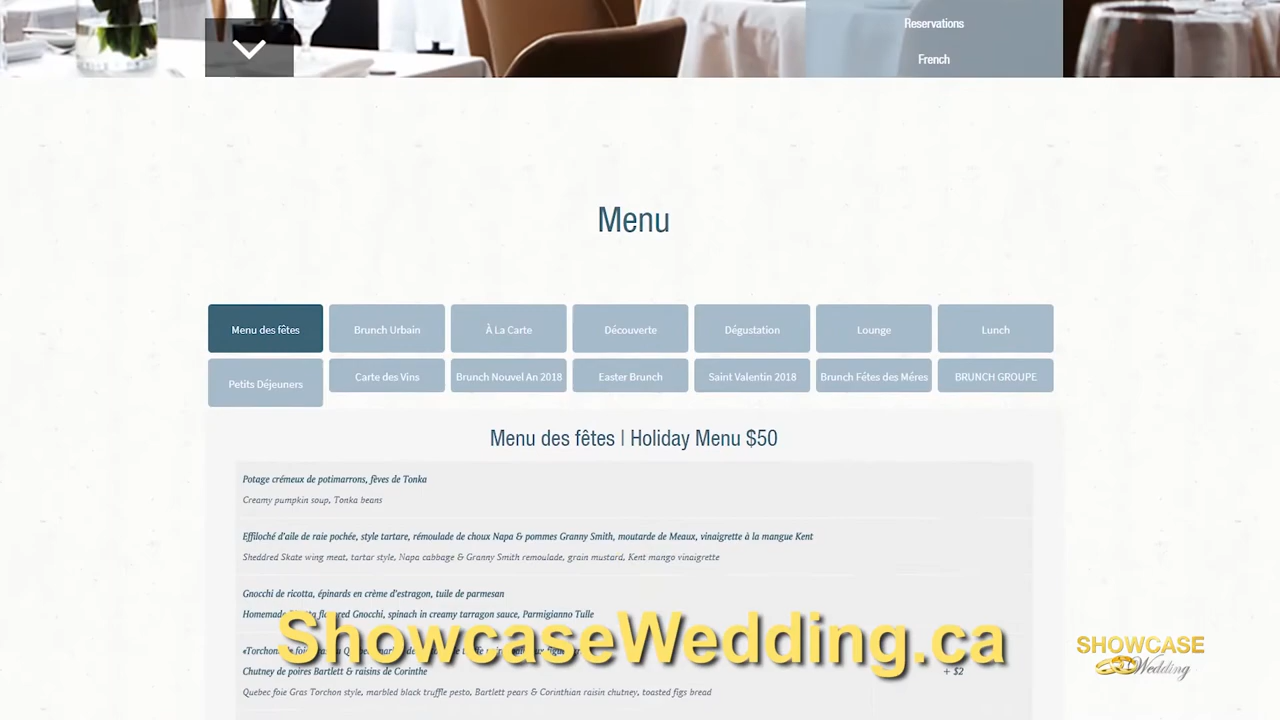 Reservations
French
Menu
Menu des fêtes
Brunch Urbain
À La Carte
Découverte
Dégustation
Lounge
Lunch
Petits Déjeuners
Carte des Vins
Brunch Nouvel An 2018
Easter Brunch
Saint Valentin 2018
Brunch Fêtes des Méres
BRUNCH GROUPE
Menu des fêtes | Holiday Menu $50
Potage crémeux de potimarrons, fèves de Tonka
Creamy pumpkin soup, Tonka beans
Effiloché d'aile de raie pochée, style tartare, rémoulade de choux Napa & pommes Granny Smith, moutarde de Meaux, vinaigrette à la mangue Kent
Sheddred Skate wing meat, tartar style, Napa cabbage & Granny Smith remoulade, grain mustard, Kent mango vinaigrette
Gnocchi de ricotta, épinards en crème d'estragon, tuile de parmesan
Homemade Gnocchi, spinach in creamy tarragon sauce, Parmigianno Tulle
ShowcaseWedding.ca
Chutney de poires Bartlett & raisins de Corinthe
+ $2
Quebec foie Gras Torchon style, marbled black truffle pesto, Bartlett pears & Corinthian raisin chutney, toasted figs bread
SHOWCASE
Wedding